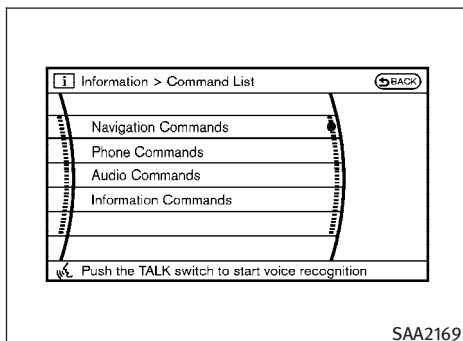 i Information > Command List BACK
Navigation Commands
Phone Commands
Audio Commands
Information Commands
Push the TALK switch to start voice recognition
SAA2169